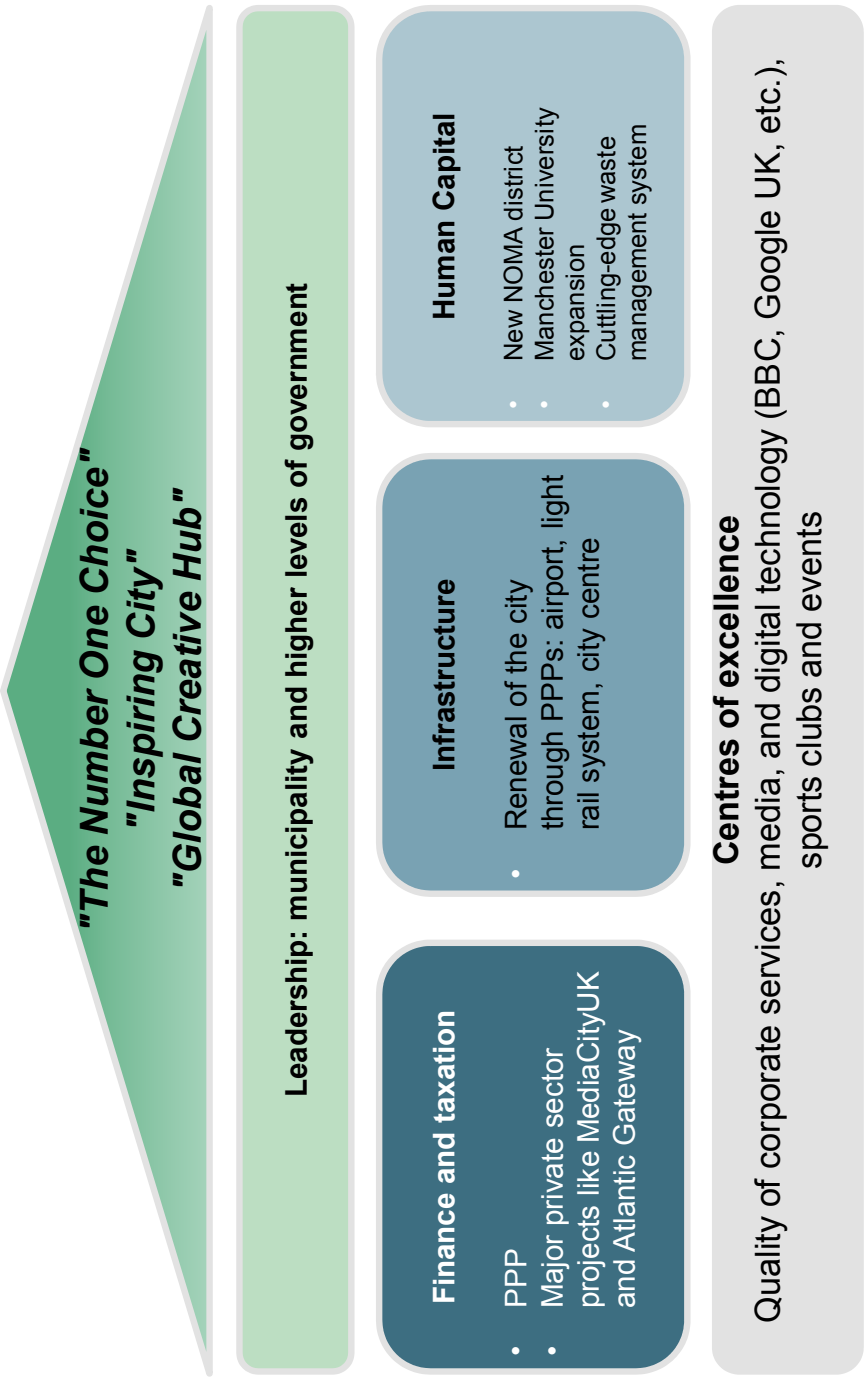 "The Number One Choice"
"Inspiring City"
"Global Creative Hub"
Leadership: municipality and higher levels of government
Finance and taxation
• PPP
• Major private sector
projects like MediaCityUK
and Atlantic Gateway
Infrastructure
• Renewal of the city
through PPPs: airport, light
rail system, city centre
Human Capital
• New NOMA district
• Manchester University
expansion
• Cuttling-edge waste
management system
Centres of excellence
Quality of corporate services, media, and digital technology (BBC, Google UK, etc.),
sports clubs and events